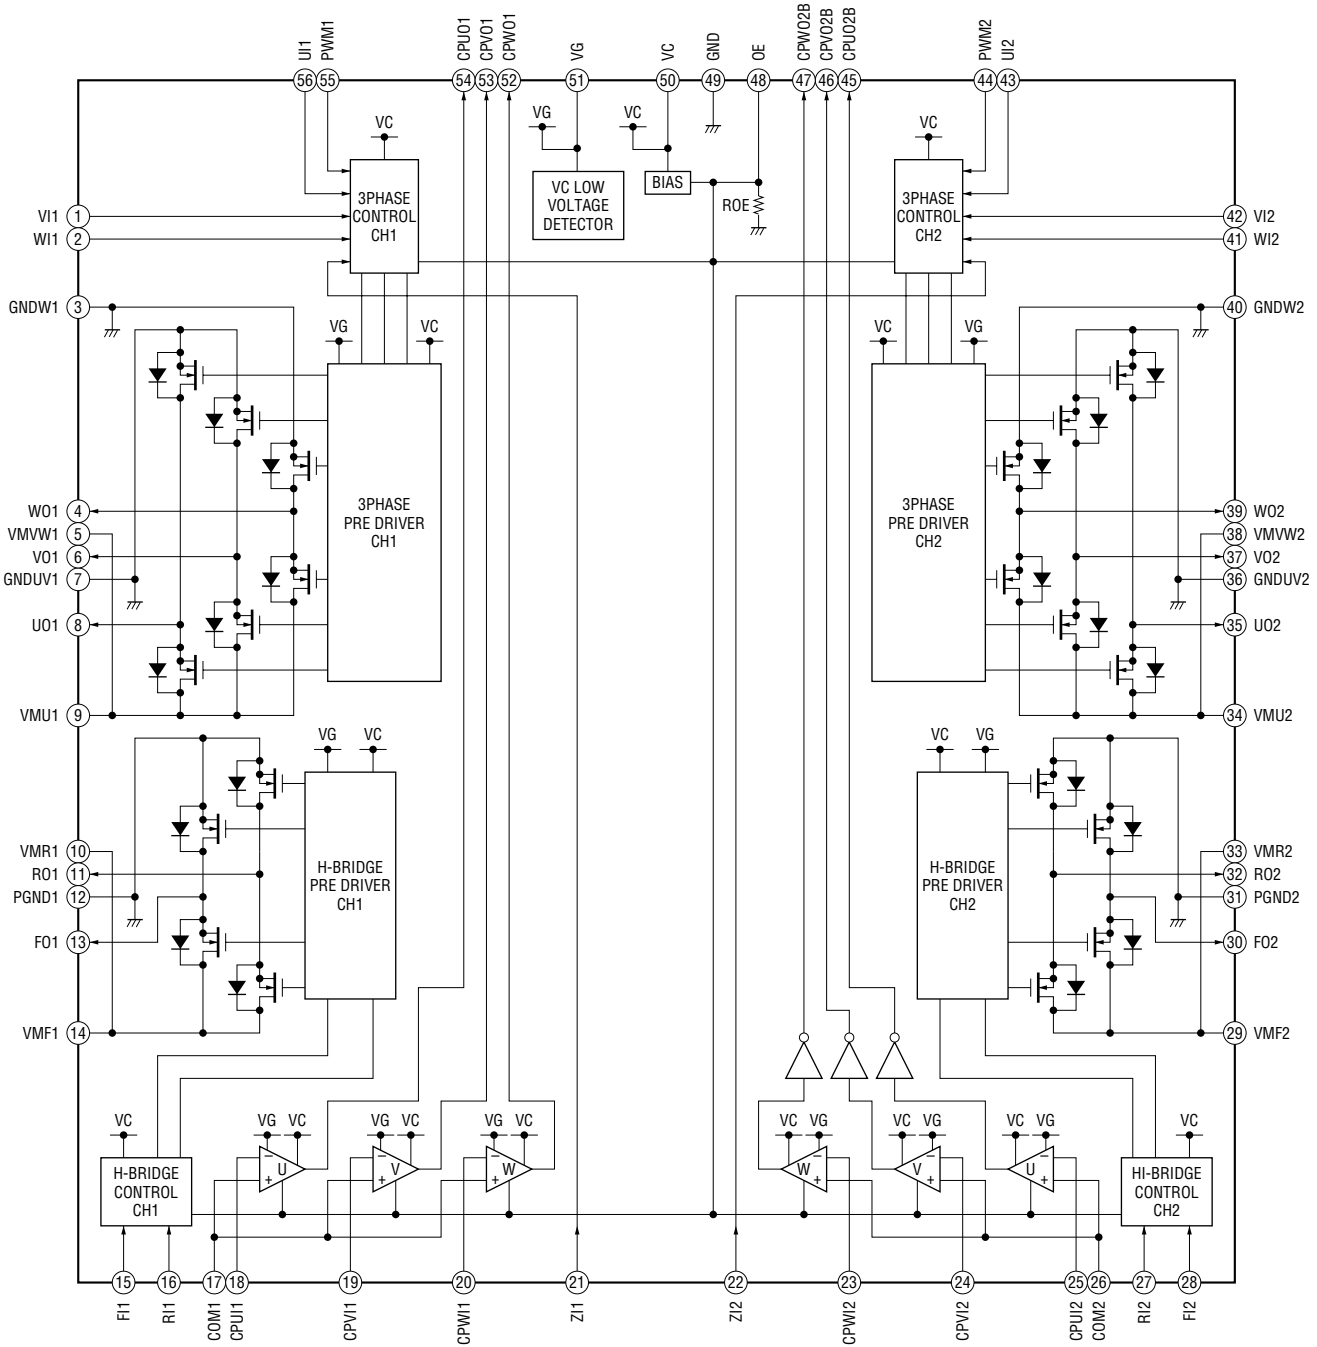 UI1
PWM1
CPUO1
CPVO1
CPWO1
VG
VC
GND
OE
CPWO2B
CPVO2B
CPUO2B
PWM2
UI2
56
55
54
53
52
51
50
49
48
47
46
45
44
43
VC
VG
VC
VC
3PHASE
CONTROL
CH1
VC LOW
VOLTAGE
DETECTOR
BIAS
ROE
3PHASE
CONTROL
CH2
VI1 1
WI1 2
42 VI2
41 WI2
GNDW1 3
40 GNDW2
VG
VC
VC
VG
3PHASE
PRE DRIVER
CH1
3PHASE
PRE DRIVER
CH2
WO1 4
VMVW1 5
VO1 6
GNDUV1 7
UO1 8
VMU1 9
39 WO2
38 VMVW2
37 VO2
36 GNDUV2
35 UO2
34 VMU2
VG
VC
VC
VG
H-BRIDGE
PRE DRIVER
CH1
H-BRIDGE
PRE DRIVER
CH2
VMR1 10
RO1 11
PGND1 12
FO1 13
VMF1 14
33 VMR2
32 RO2
31 PGND2
30 FO2
29 VMF2
VC
VG VC
VG VC
VG VC
VC VG
VC VG
VC VG
VC
H-BRIDGE
CONTROL
CH1
− U +
− V +
− W +
W − +
V − +
U − +
HI-BRIDGE
CONTROL
CH2
15
16
17
18
19
20
21
22
23
24
25
26
27
28
FI1
RI1
COM1
CPUI1
CPVI1
CPWI1
ZI1
ZI2
CPWI2
CPVI2
CPUI2
COM2
RI2
FI2